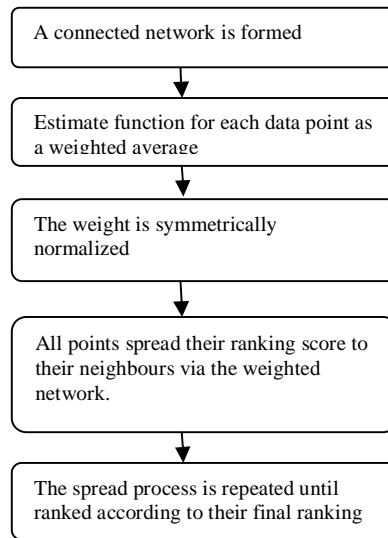 A connected network is formed
Estimate function for each data point as
a weighted average
The weight is symmetrically
normalized
All points spread their ranking score to
their neighbours via the weighted
network.
The spread process is repeated until
ranked according to their final ranking